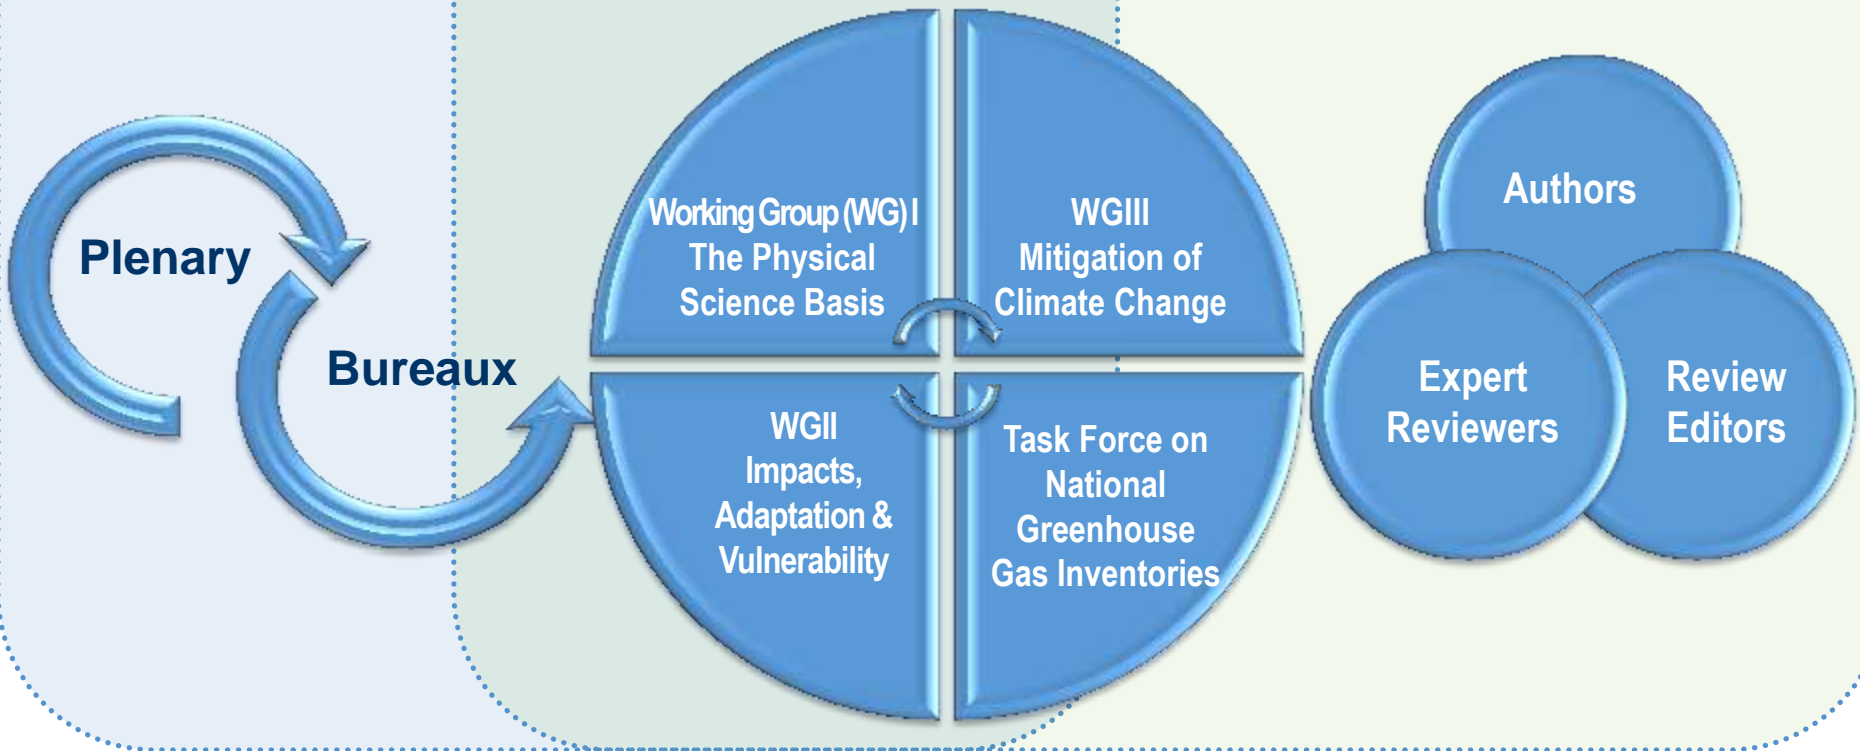 Plenary
Bureaux
Working Group (WG) I
The Physical
Science Basis
WGIII
Mitigation of
Climate Change
WGII
Impacts,
Adaptation &
Vulnerability
Task Force on
National
Greenhouse
Gas Inventories
Authors
Expert
Reviewers
Review
Editors